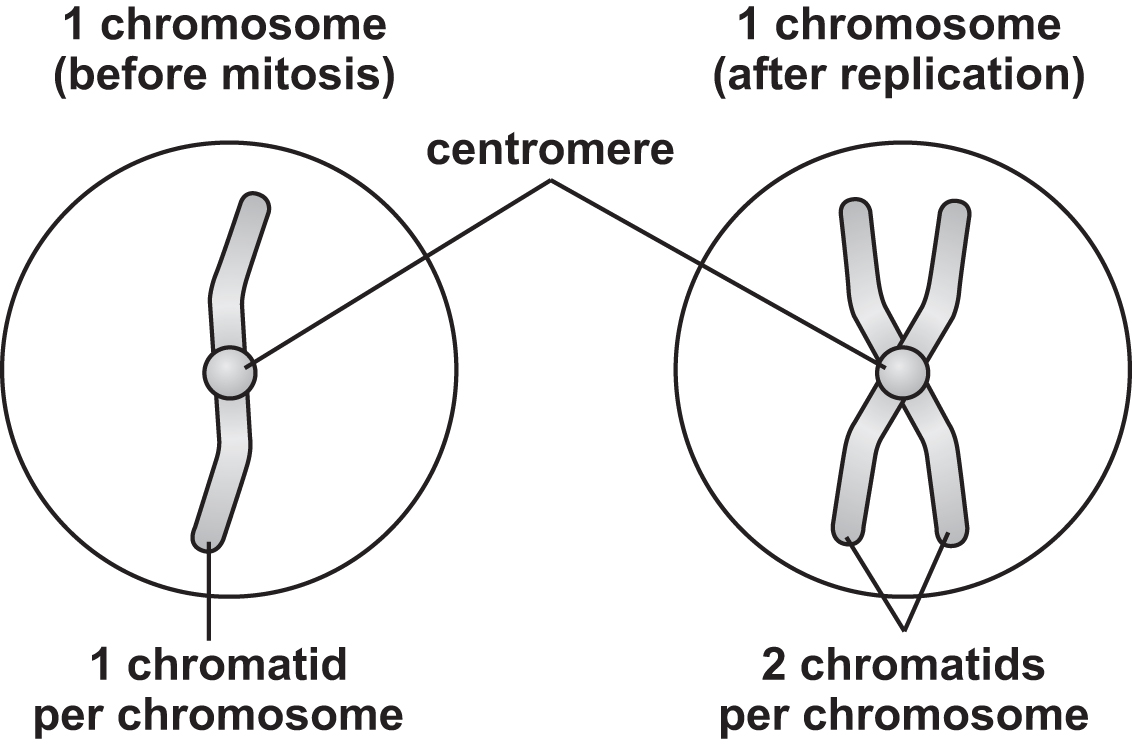 1 chromosome
(before mitosis)
1 chromosome
(after replication)
centromere
1 chromatid
per chromosome
2 chromatids
per chromosome